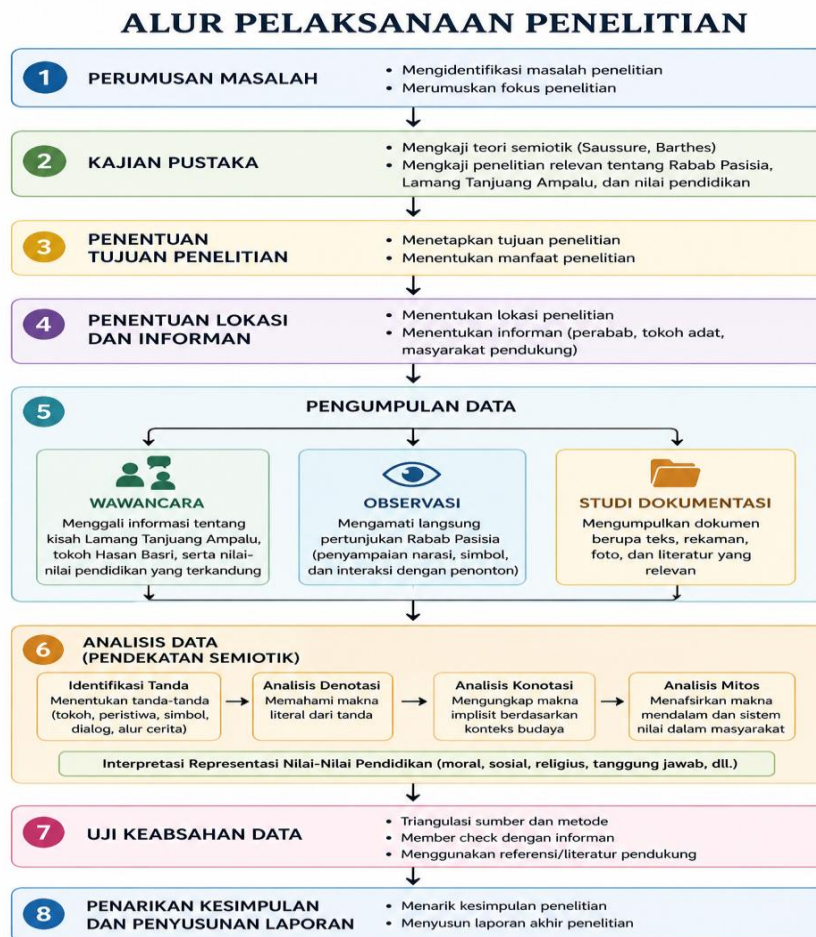 ALUR PELAKSANAAN PENELITIAN
1
PERUMUSAN MASALAH
• Mengidentifikasi masalah penelitian
• Merumuskan fokus penelitian
2
KAJIAN PUSTAKA
• Mengkaji teori semiotik (Saussure, Barthes)
• Mengkaji penelitian relevan tentang Rabab Pasisia,
Lamang Tanjuang Ampalu, dan nilai pendidikan
3
PENENTUAN
TUJUAN PENELITIAN
• Menetapkan tujuan penelitian
• Menentukan manfaat penelitian
4
PENENTUAN LOKASI
DAN INFORMAN
• Menentukan lokasi penelitian
• Menentukan informan (perabab, tokoh adat,
masyarakat pendukung)
5
PENGUMPULAN DATA
WAWANCARA
Menggali informasi tentang
kisah Lamang Tanjuang Ampalu,
tokoh Hasan Basri, serta nilai-
nilai pendidikan yang terkandung
OBSERVASI
Mengamati langsung
pertunjukan Rabab Pasisia
(penyampaian narasi, simbol,
dan interaksi dengan penonton)
STUDI DOKUMENTASI
Mengumpulkan dokumen
berupa teks, rekaman,
foto, dan literatur yang
relevan
6
ANALISIS DATA
(PENDEKATAN SEMIOTIK)
Identifikasi Tanda
Menentukan tanda-tanda
(tokoh, peristiwa, simbol,
dialog, alur cerita)
Analisis Denotasi
Memahami makna
literal dari tanda
Analisis Konotasi
Mengungkap makna
implisit berdasarkan
konteks budaya
Analisis Mitos
Menafsirkan makna
mendalam dan sistem
nilai dalam masyarakat
Interpretasi Representasi Nilai-Nilai Pendidikan (moral, sosial, religius, tanggung jawab, dll.)
7
UJI KEABSAHAN DATA
• Triangulasi sumber dan metode
• Member check dengan informan
• Menggunakan referensi/literatur pendukung
8
PENARIKAN KESIMPULAN
DAN PENYUSUNAN LAPORAN
• Menarik kesimpulan penelitian
• Menyusun laporan akhir penelitian